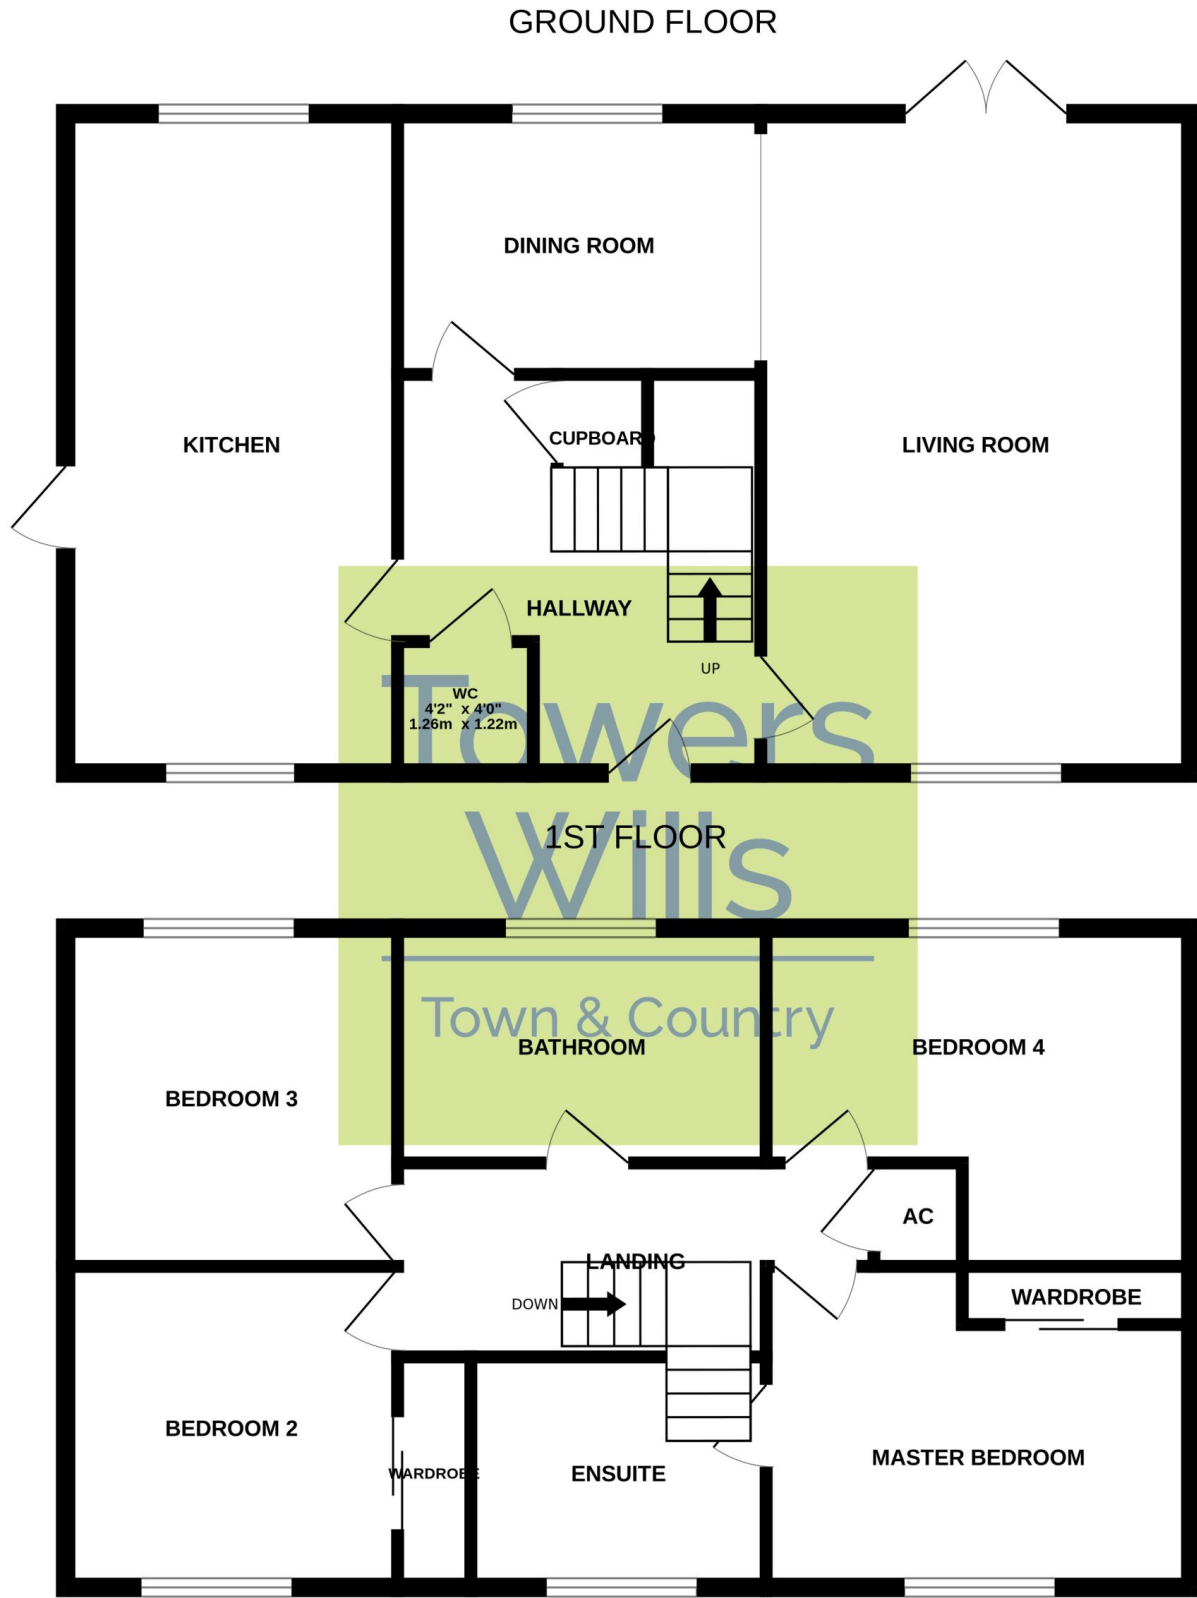 GROUND FLOOR
DINING ROOM
KITCHEN
CUPBOARD
LIVING ROOM
HALLWAY
UP
WC
4'2" x 4'0"
1.26m x 1.22m
Towers
Wills
1ST FLOOR
Town & Country
BATHROOM
BEDROOM 4
BEDROOM 3
AC
LANDING
DOWN
WARDROBE
BEDROOM 2
WARDROBE
ENSUITE
MASTER BEDROOM